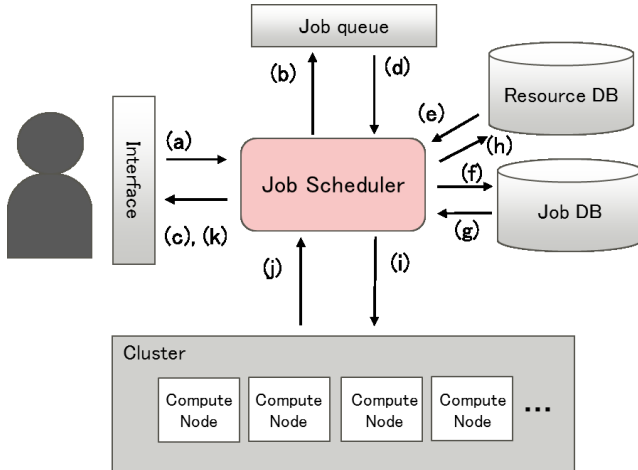 Job queue
(b)
(d)
(e)
Resource DB
(h)
Interface
(a)
Job Scheduler
(f)
Job DB
(g)
(c), (k)
(j)
(i)
Cluster
Compute
Node
Compute
Node
Compute
Node
Compute
Node
...